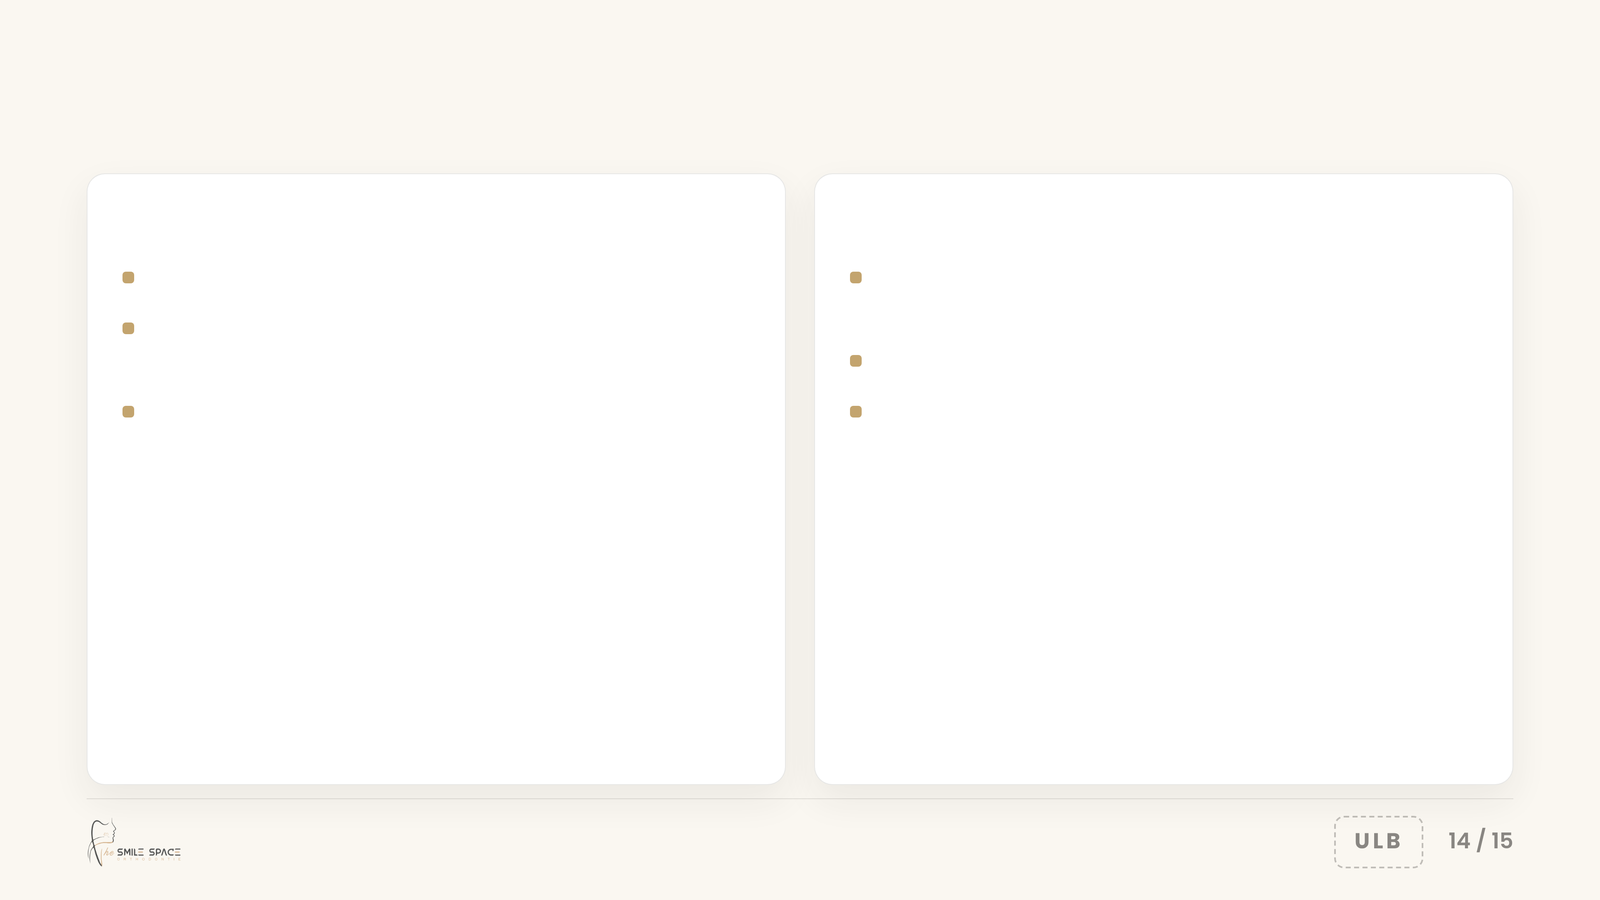 the SMILE SPACE
ULB
14 / 15